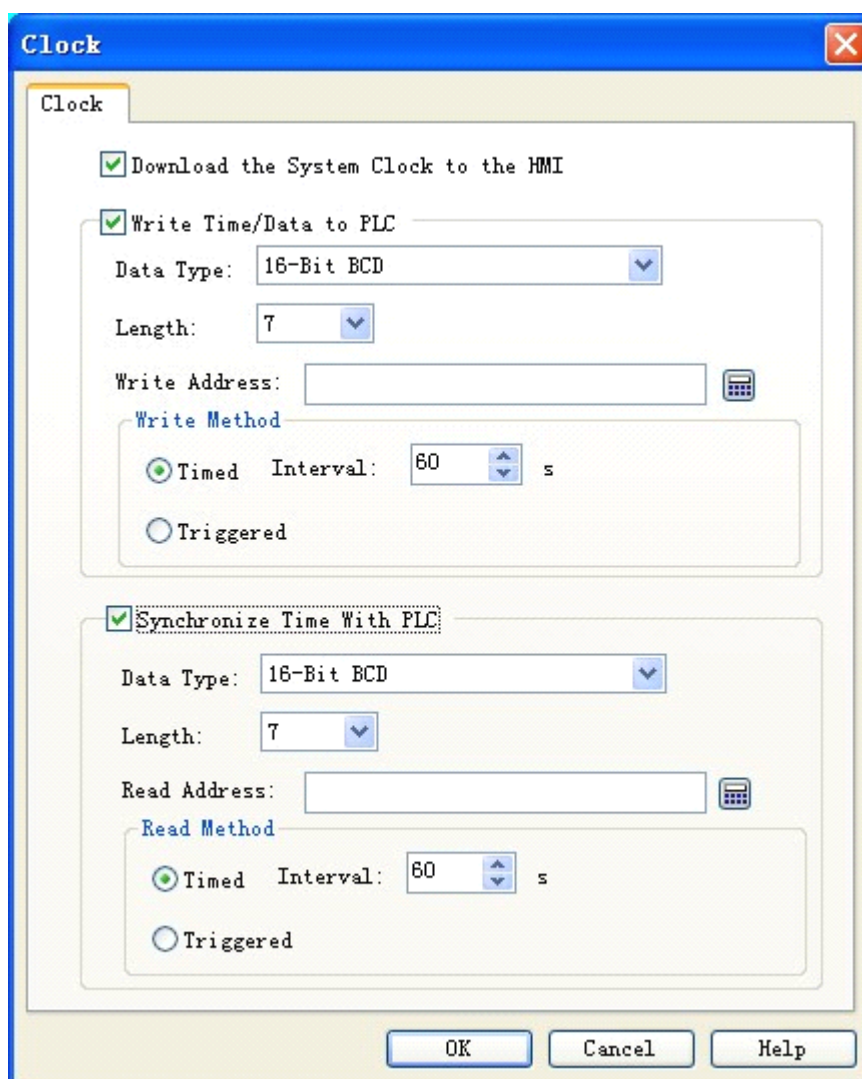 Clock
Clock
Download the System Clock to the HMI
Write Time/Data to PLC
Data Type: 16-Bit BCD
Length: 7
Write Address:
Write Method
Timed Interval: 60 s
Triggered
Synchronize Time With PLC
Data Type: 16-Bit BCD
Length: 7
Read Address:
Read Method
Timed Interval: 60 s
Triggered
OK Cancel Help